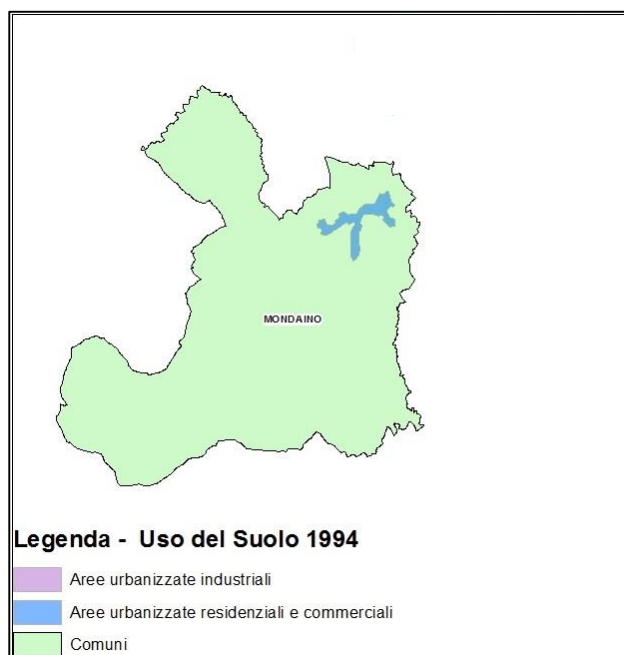 MONDAINO
Legenda - Uso del Suolo 1994
Aree urbanizzate industriali
Aree urbanizzate residenziali e commerciali
Comuni